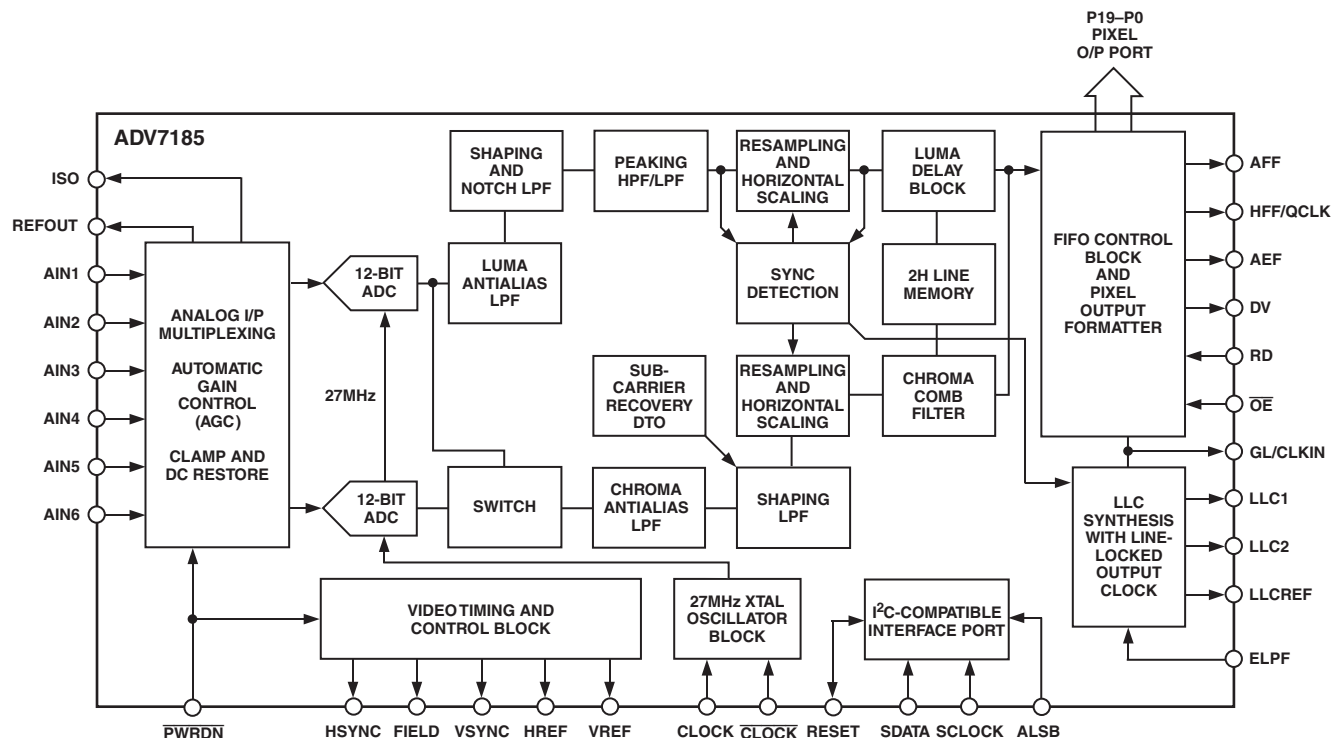 P19–P0
PIXEL
O/P PORT
ADV7185
ISO
REFOUT
AIN1
AIN2
AIN3
AIN4
AIN5
AIN6
ANALOG I/P
MULTIPLEXING
AUTOMATIC
GAIN
CONTROL
(AGC)
CLAMP AND
DC RESTORE
12-BIT
ADC
27MHz
12-BIT
ADC
SHAPING
AND
NOTCH LPF
LUMA
ANTIALIAS
LPF
SWITCH
PEAKING
HPF/LPF
SUB-
CARRIER
RECOVERY
DTO
CHROMA
ANTIALIAS
LPF
RESAMPLING
AND
HORIZONTAL
SCALING
SYNC
DETECTION
RESAMPLING
AND
HORIZONTAL
SCALING
SHAPING
LPF
LUMA
DELAY
BLOCK
2H LINE
MEMORY
CHROMA
COMB
FILTER
FIFO CONTROL
BLOCK
AND
PIXEL
OUTPUT
FORMATTER
LLC
SYNTHESIS
WITH LINE-
LOCKED
OUTPUT
CLOCK
AFF
HFF/QCLK
AEF
DV
RD
OE
GL/CLKIN
LLC1
LLC2
LLCREF
ELPF
VIDEO TIMING AND
CONTROL BLOCK
27MHz XTAL
OSCILLATOR
BLOCK
I2C-COMPATIBLE
INTERFACE PORT
PWRDN
HSYNC
FIELD
VSYNC
HREF
VREF
CLOCK
CLOCK
RESET
SDATA
SCLOCK
ALSB